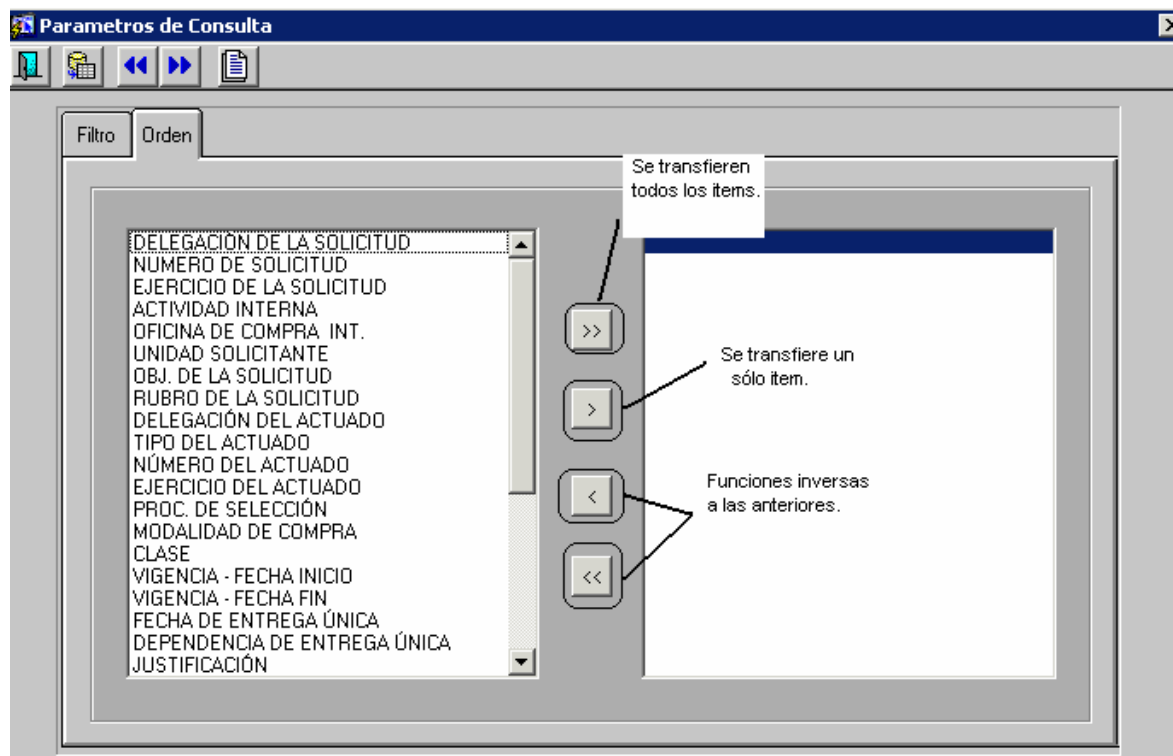 Parametros de Consulta
Filtro
Orden
Se transfieren
todos los items.
DELEGACIÓN DE LA SOLICITUD
NUMERO DE SOLICITUD
EJERCICIO DE LA SOLICITUD
ACTIVIDAD INTERNA
OFICINA DE COMPRA INT.
UNIDAD SOLICITANTE
OBJ. DE LA SOLICITUD
RUBRO DE LA SOLICITUD
DELEGACIÓN DEL ACTUADO
TIPO DEL ACTUADO
NÚMERO DEL ACTUADO
EJERCICIO DEL ACTUADO
PROC. DE SELECCIÓN
MODALIDAD DE COMPRA
CLASE
VIGENCIA - FECHA INICIO
VIGENCIA - FECHA FIN
FECHA DE ENTREGA ÚNICA
DEPENDENCIA DE ENTREGA ÚNICA
JUSTIFICACIÓN
>>
>
<
<<
Se transfiere un
sólo item.
Funciones inversas
a las anteriores.